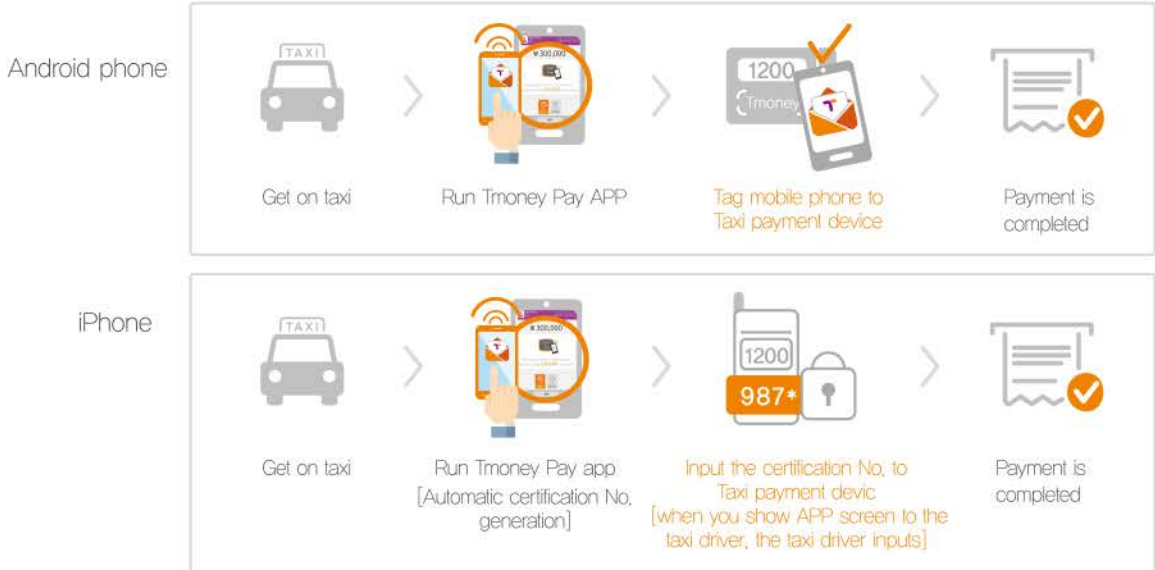 Android phone
TAXI
₩300,000
1200
Tmoney
Get on taxi
Run Tmoney Pay APP
Tag mobile phone to
Taxi payment device
Payment is
completed
iPhone
TAXI
₩300,000
1200
987*
Get on taxi
Run Tmoney Pay app
[Automatic certification No.
generation]
Input the certification No. to
Taxi payment devic
[when you show APP screen to the
taxi driver, the taxi driver inputs]
Payment is
completed